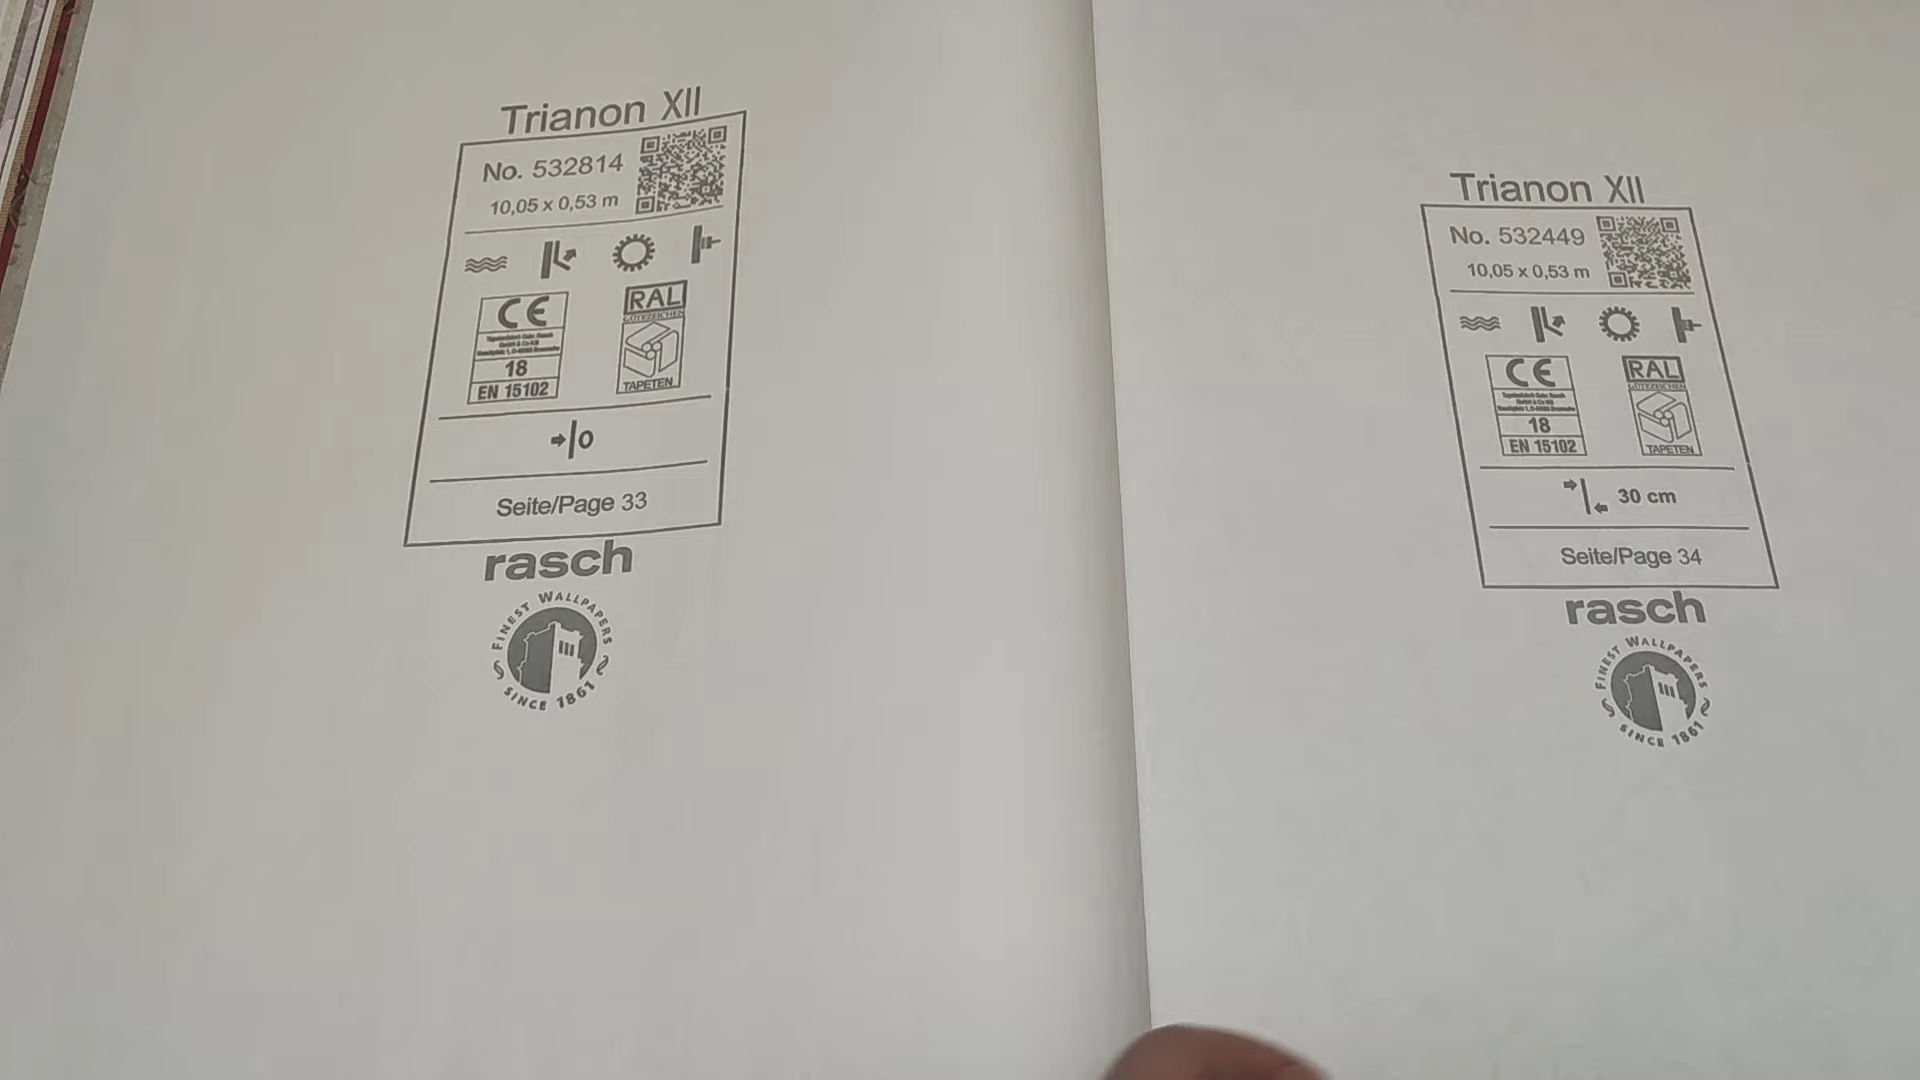 Trianon XII
No. 532814
10,05 x 0,53 m
CE
18
EN 15102
RAL
GÜTEZEICHEN
TAPETEN
0
Seite/Page 33
rasch
FINEST WALLPAPERS
SINCE 1861
Trianon XII
No. 532449
10,05 x 0,53 m
CE
18
EN 15102
RAL
GÜTEZEICHEN
TAPETEN
30 cm
Seite/Page 34
rasch
FINEST WALLPAPERS
SINCE 1861